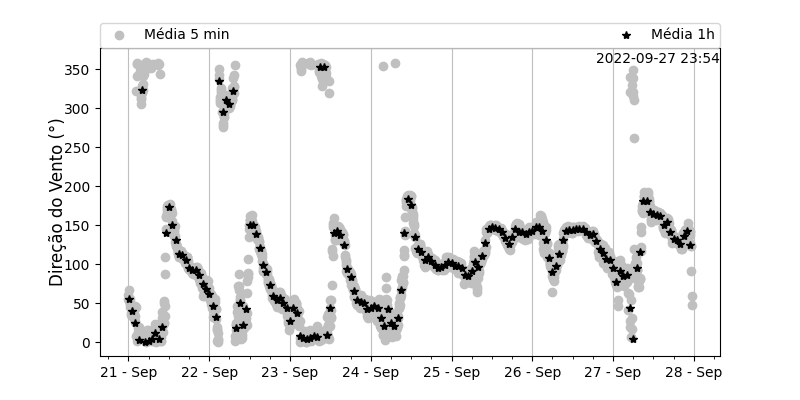 Média 5 min
Média 1h
2022-09-27 23:54
Direção do Vento (°)
350
300
250
200
150
100
50
0
21 - Sep
22 - Sep
23 - Sep
24 - Sep
25 - Sep
26 - Sep
27 - Sep
28 - Sep